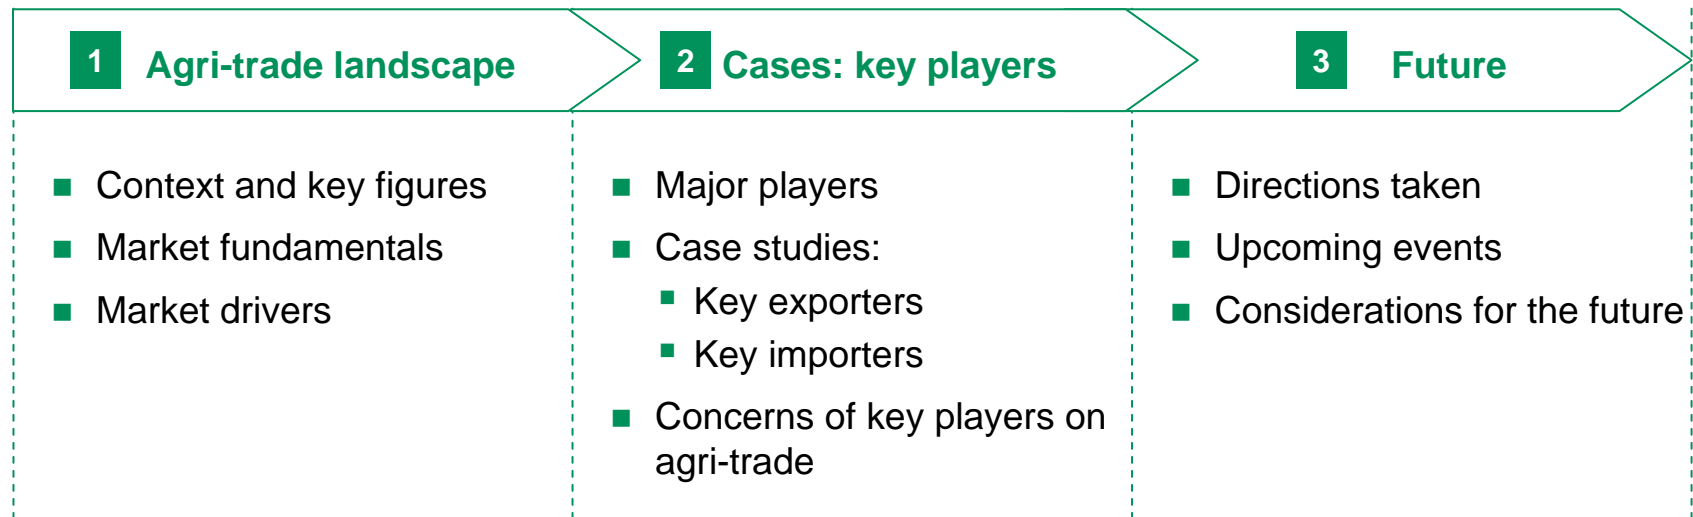 1 Agri-trade landscape
Context and key figures
Market fundamentals
Market drivers
2 Cases: key players
Major players
Case studies:
Key exporters
Key importers
Concerns of key players on
agri-trade
3 Future
Directions taken
Upcoming events
Considerations for the future